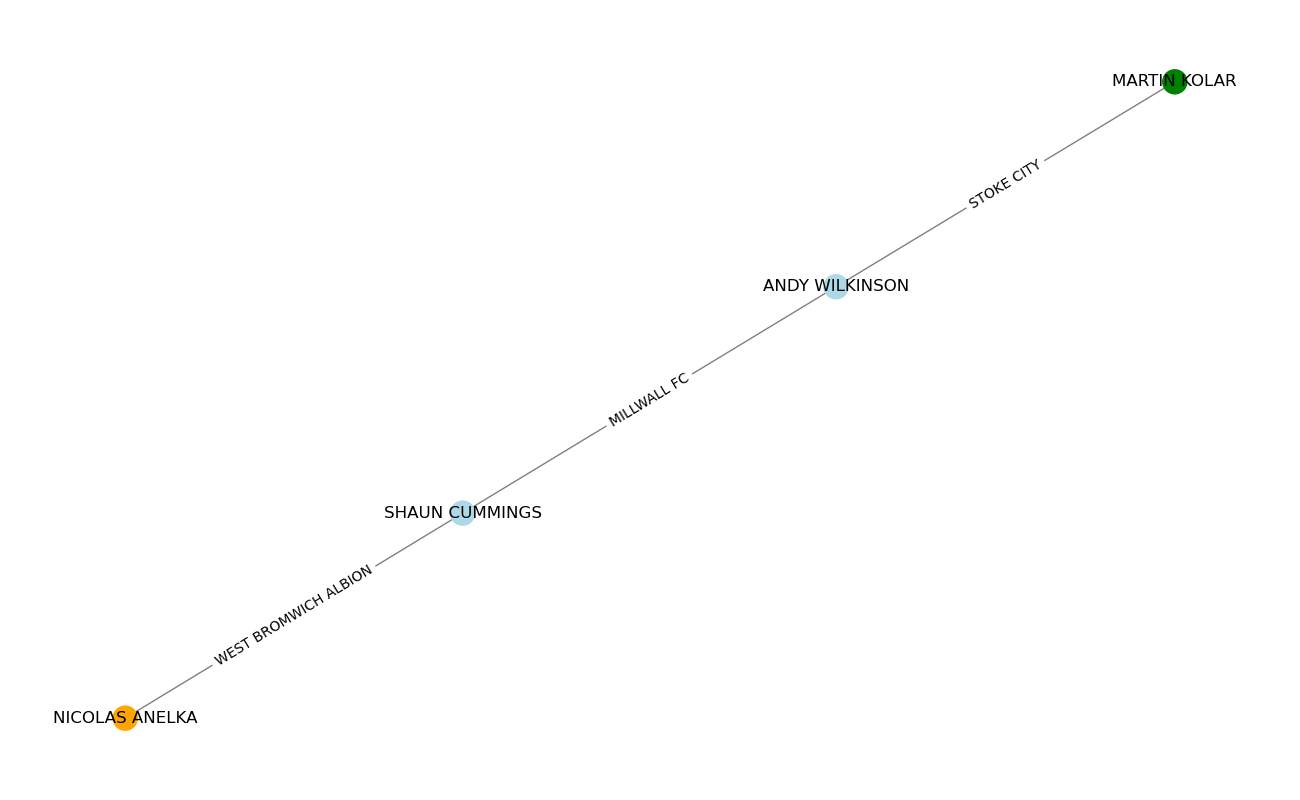 MARTIN KOLAR
STOKE CITY
ANDY WILKINSON
MILLWALL FC
SHAUN CUMMINGS
WEST BROMWICH ALBION
NICOLAS ANELKA